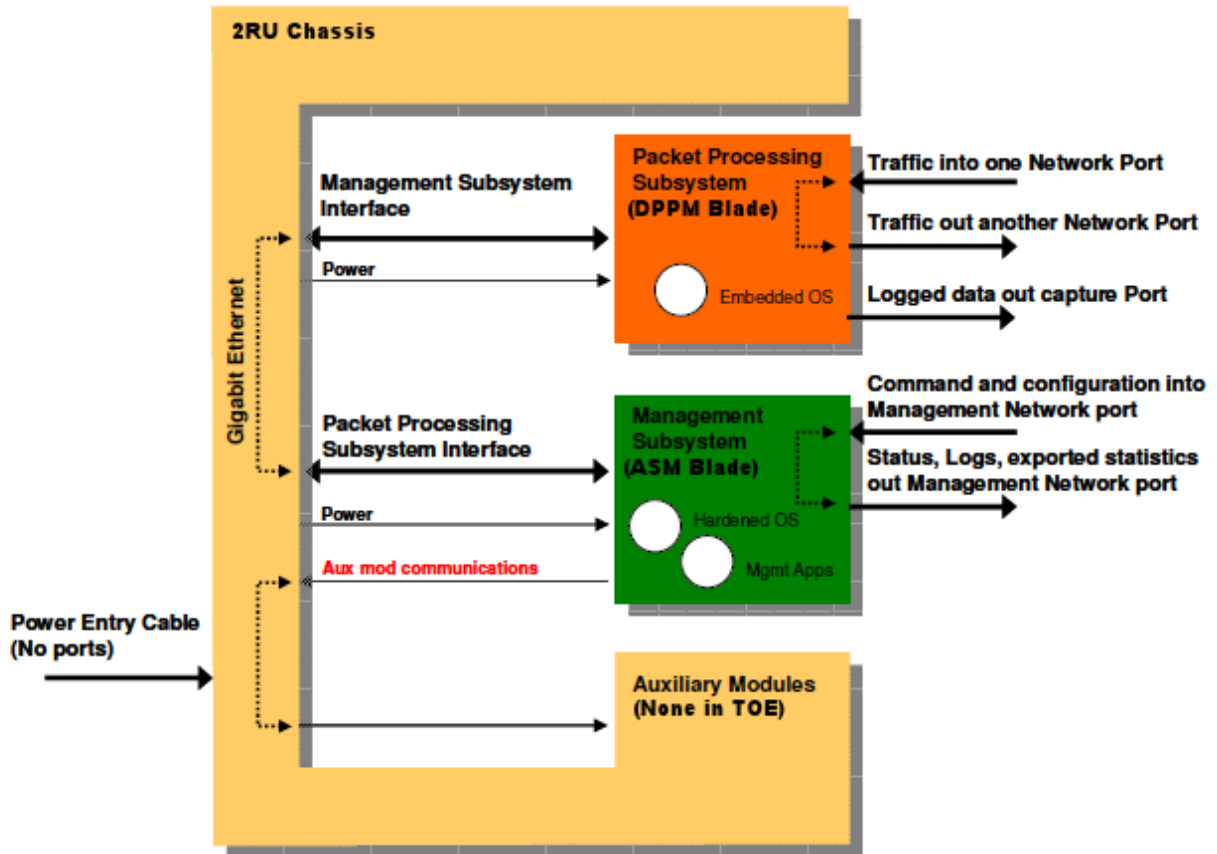 2RU Chassis
Packet Processing
Subsystem
(DPPM Blade)
Embedded OS
Traffic into one Network Port
Traffic out another Network Port
Logged data out capture Port
Management Subsystem
Interface
Power
Gigabit Ethernet
Packet Processing
Subsystem Interface
Power
Aux mod communications
Management
Subsystem
(ASM Blade)
Hardened OS
Mgmt Apps
Command and configuration into
Management Network port
Status, Logs, exported statistics
out Management Network port
Power Entry Cable
(No ports)
Auxiliary Modules
(None in TOE)